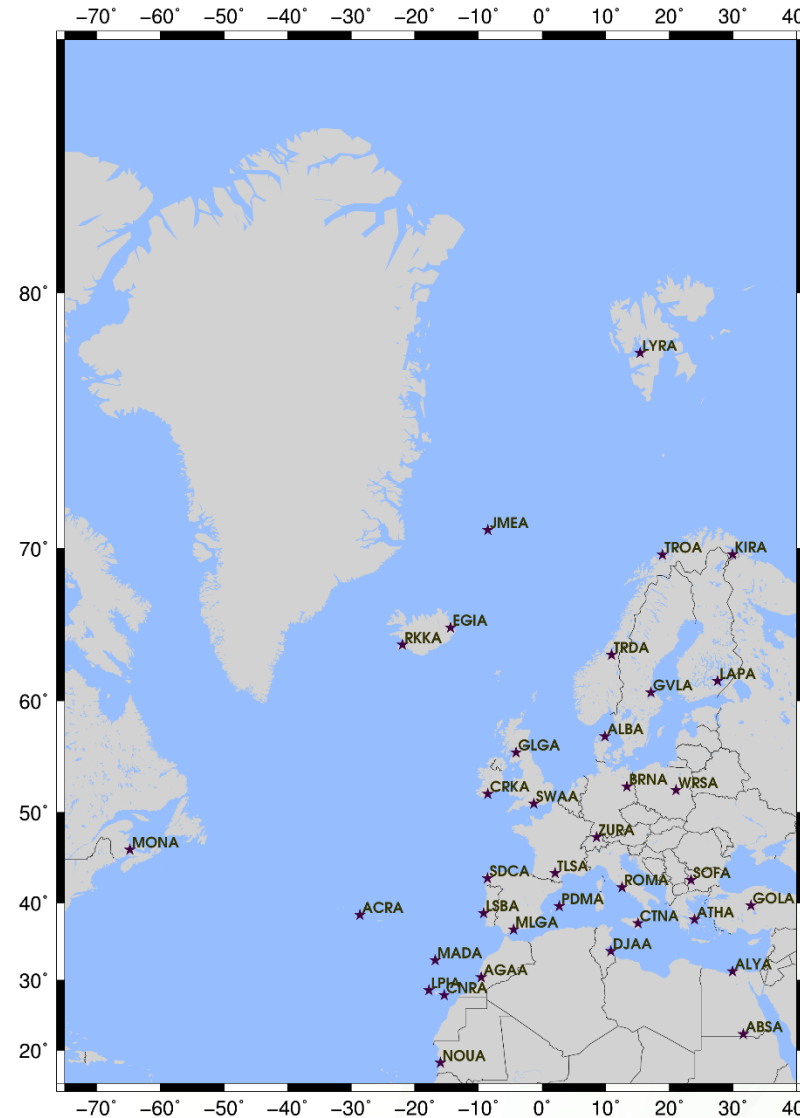 −70° −60° −50° −40° −30° −20° −10° 0° 10° 20° 30° 40
80°
LYRA
JMEA
70°
TROA KIRA
EGIA
RKKA
TRDA
LAPA
GVLA
60°
ALBA
GLGA
BRNA WRSA
CRKA
SWAA
50°
ZURA
MONA
SDCA TLSA
ROMA SOFA
40°
ACRA
LSBA PDMA
GOLA
MLGA
CTNA ATHA
DJAA
MADA
ALYA
30°
AGAA
LPIA
CNRA
ABSA
20°
NOUA
−70° −60° −50° −40° −30° −20° −10° 0° 10° 20° 30° 40